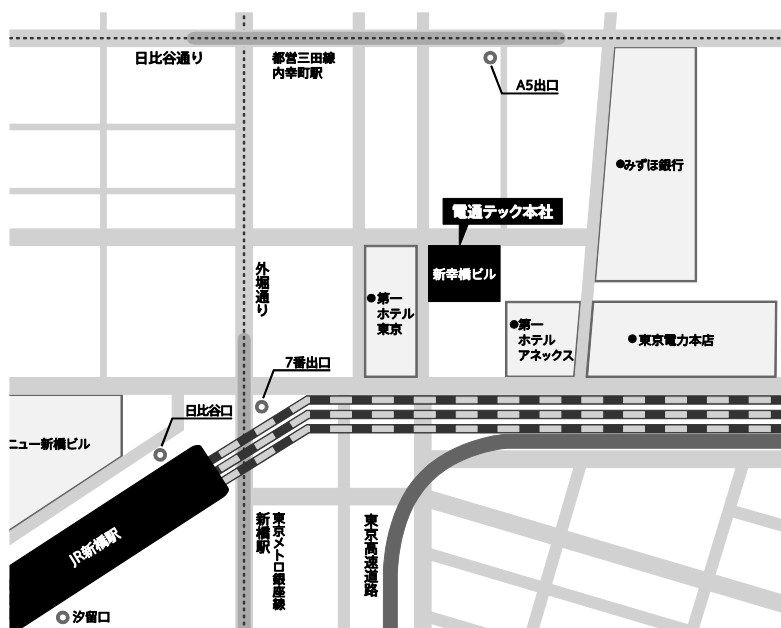 日比谷通り
都営三田線
内幸町駅
A5出口
みずほ銀行
電通テック本社
新幸橋ビル
外堀通り
第一
ホテル
東京
第一
ホテル
アネックス
東京電力本店
7番出口
日比谷口
ニュー新橋ビル
JR新橋駅
東京メトロ銀座線
新橋駅
東京高速道路
汐留口